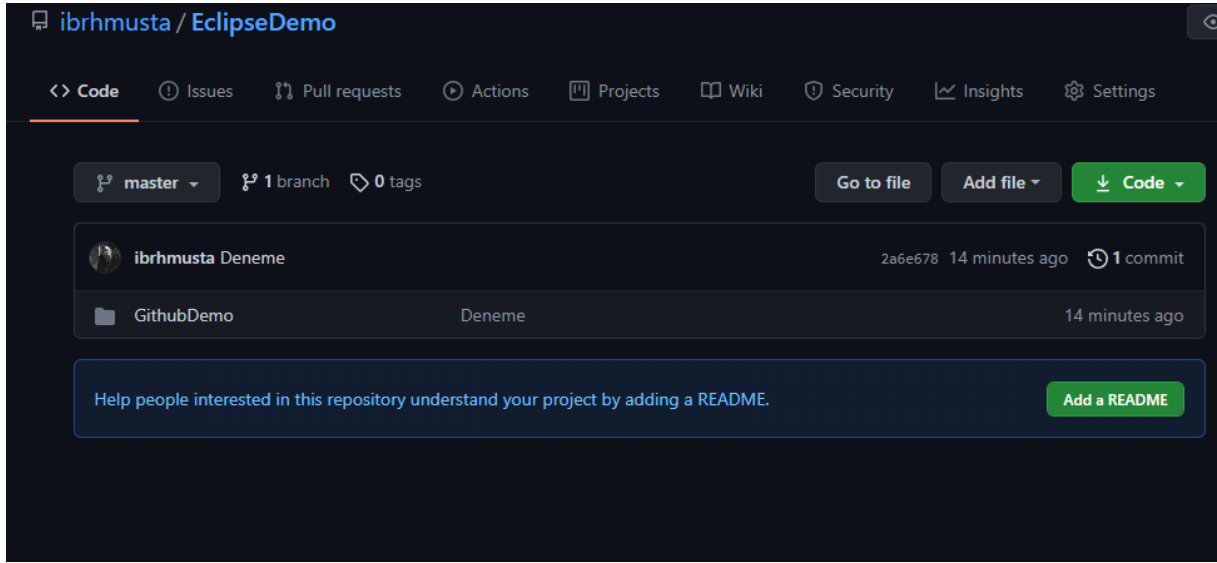 ibrhmusta / EclipseDemo
Code Issues Pull requests Actions Projects Wiki Security Insights Settings
master 1 branch 0 tags Go to file Add file Code
ibrhmusta Deneme 2a6e678 14 minutes ago 1 commit
GithubDemo Deneme 14 minutes ago
Help people interested in this repository understand your project by adding a README. Add a README